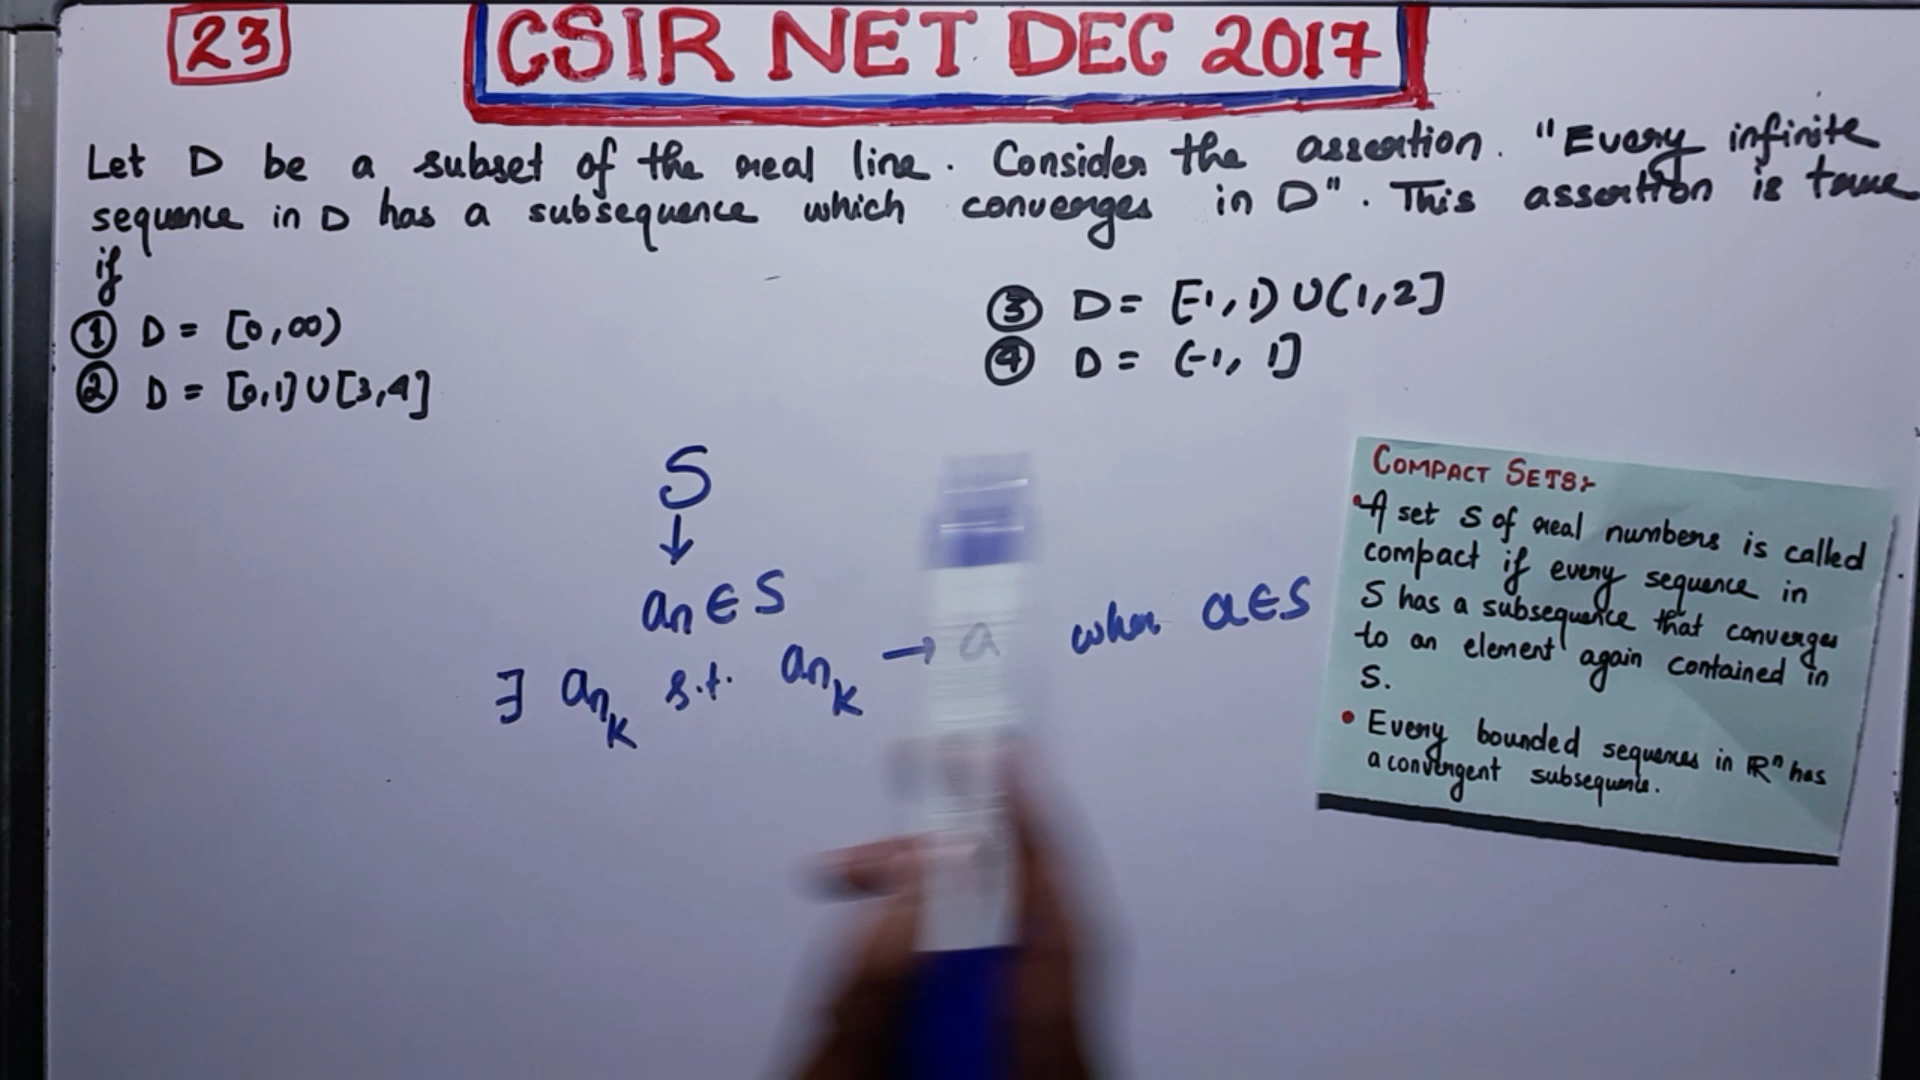 23
CSIR NET DEC 2017
Let D be a subset of the real line. Consider the assertion. "Every infinite
sequence in D has a subsequence which converges in D". This assertion is true
if
① D = [0,∞)
② D = [0,1]∪[3,4]
③ D = [-1,1)∪(1,2]
④ D = (-1, 1]
S
↓
an∈S
∃ a_{n_k} s.t. a_{n_k} → a when a∈S
COMPACT SETS:-
• A set S of real numbers is called
compact if every sequence in
S has a subsequence that converges
to an element again contained in
S.
• Every bounded sequences in ℝⁿ has
a convergent subsequence.